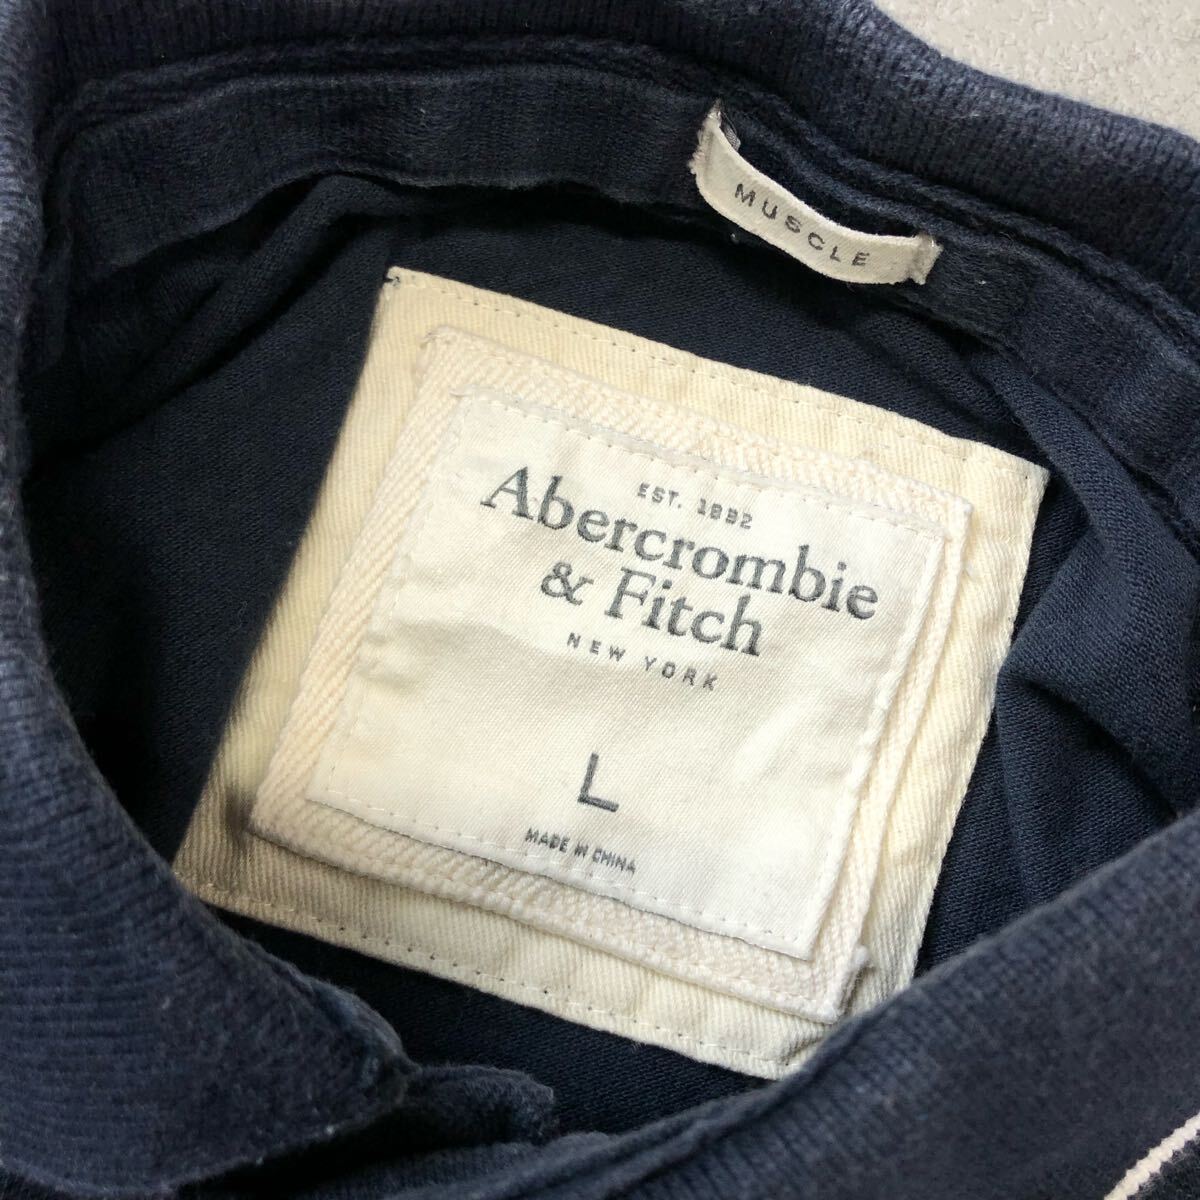 MUSCLE
EST. 1892
Abercrombie
& Fitch
NEW YORK
L
MADE IN CHINA